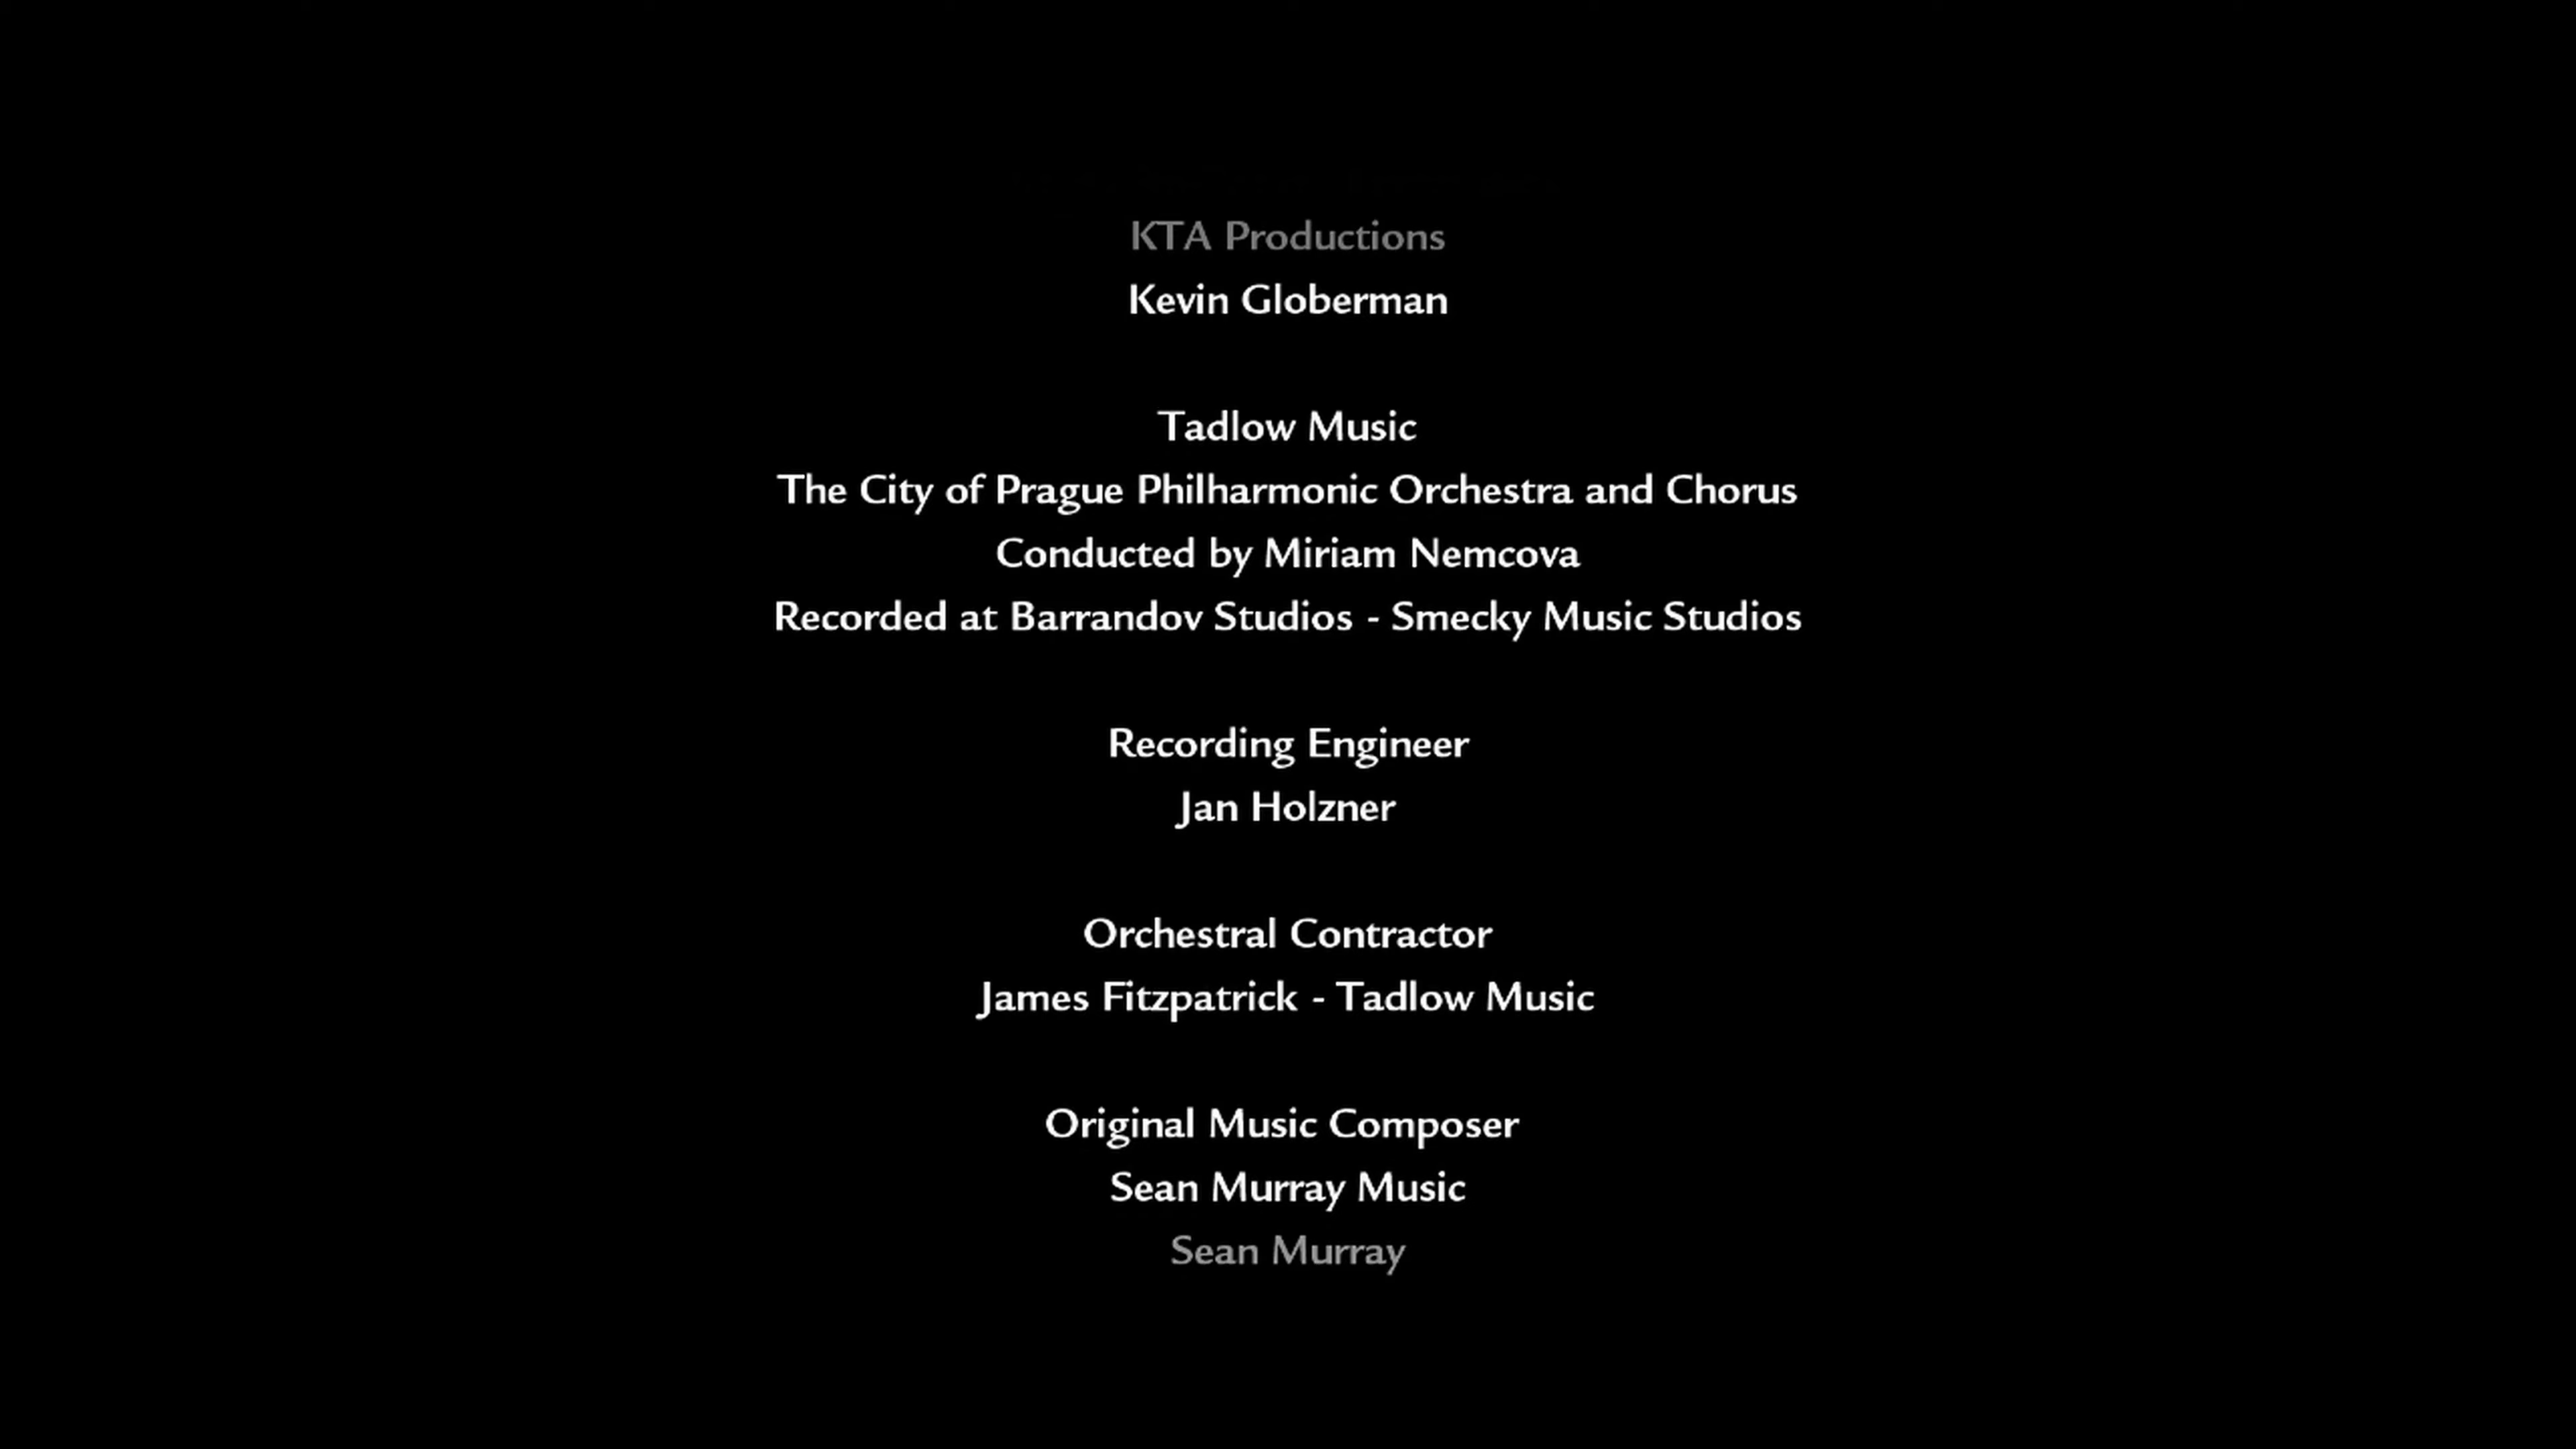 KTA Productions
Kevin Globerman
Tadlow Music
The City of Prague Philharmonic Orchestra and Chorus
Conducted by Miriam Nemcova
Recorded at Barrandov Studios - Smecky Music Studios
Recording Engineer
Jan Holzner
Orchestral Contractor
James Fitzpatrick - Tadlow Music
Original Music Composer
Sean Murray Music
Sean Murray